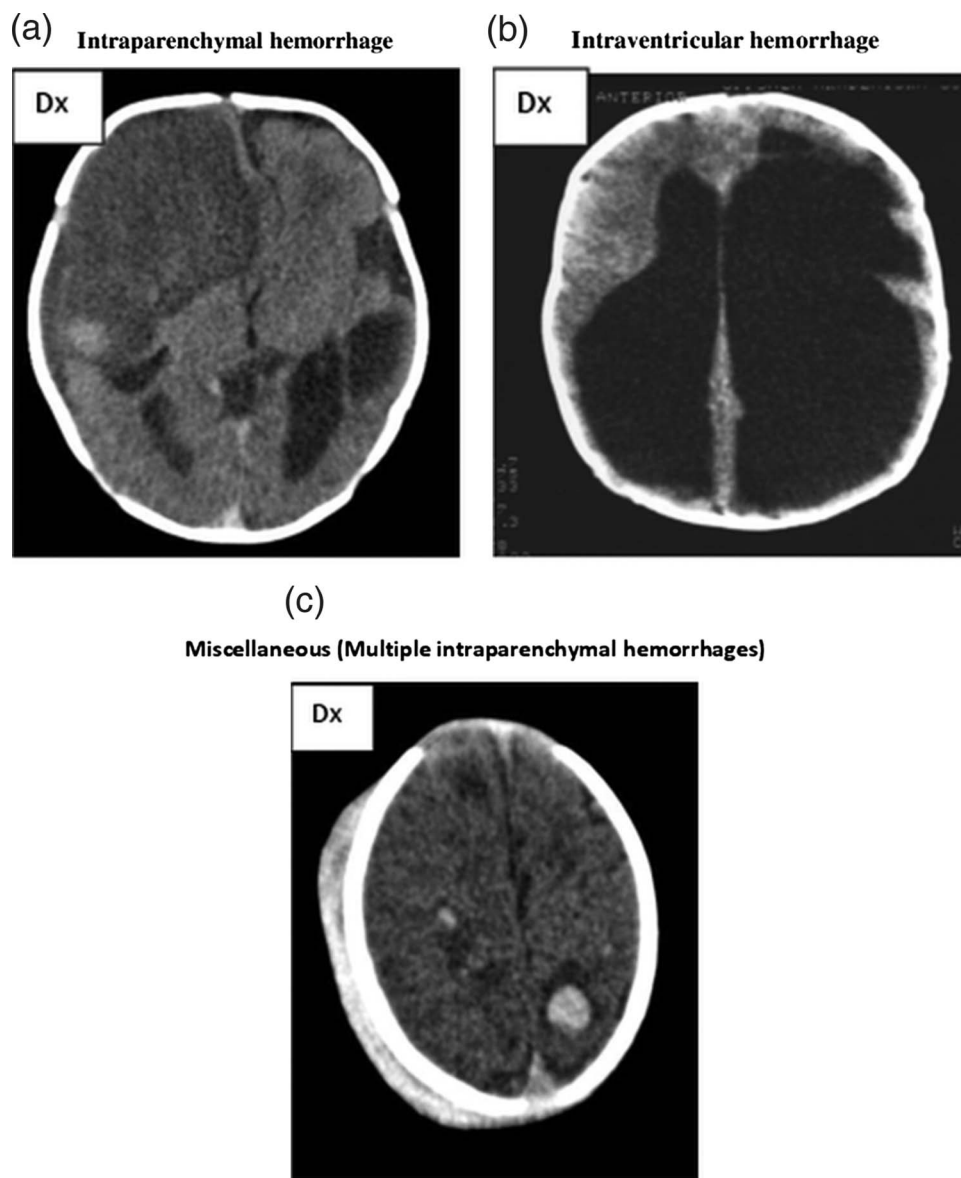 (a) Intraparenchymal hemorrhage
(b) Intraventricular hemorrhage
Dx
Dx
ANTERIOR
(c)
Miscellaneous (Multiple intraparenchymal hemorrhages)
Dx